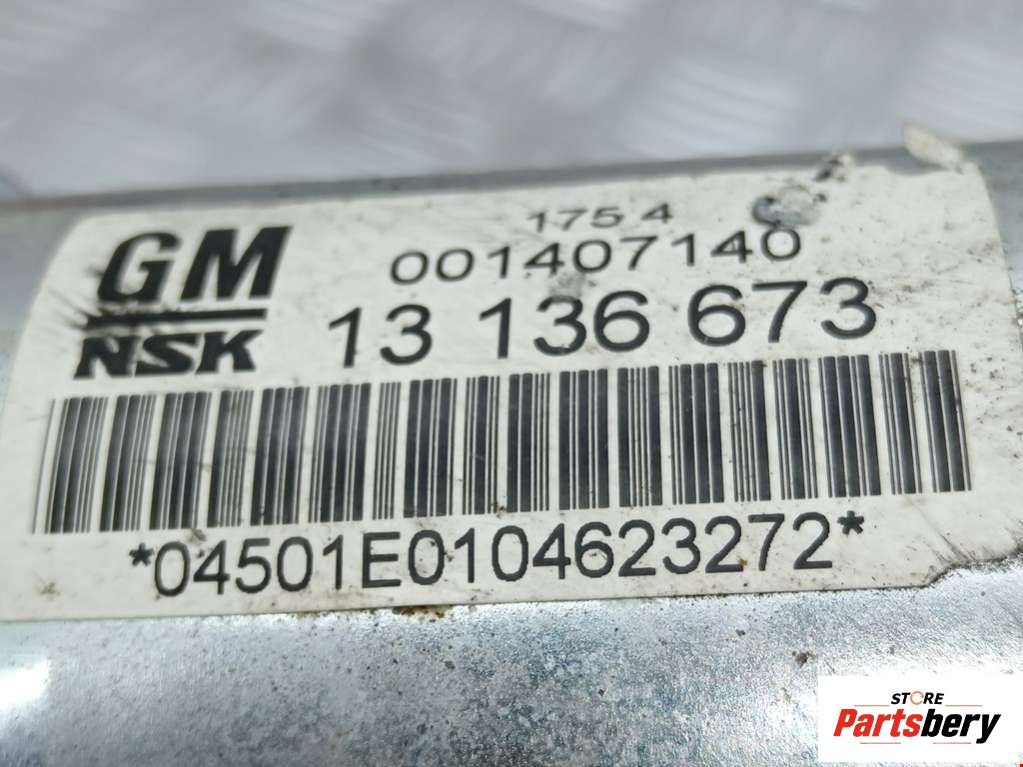 GM
NSK
175 4
001407140
13 136 673
*04501E0104623272*
STORE
Partsbery